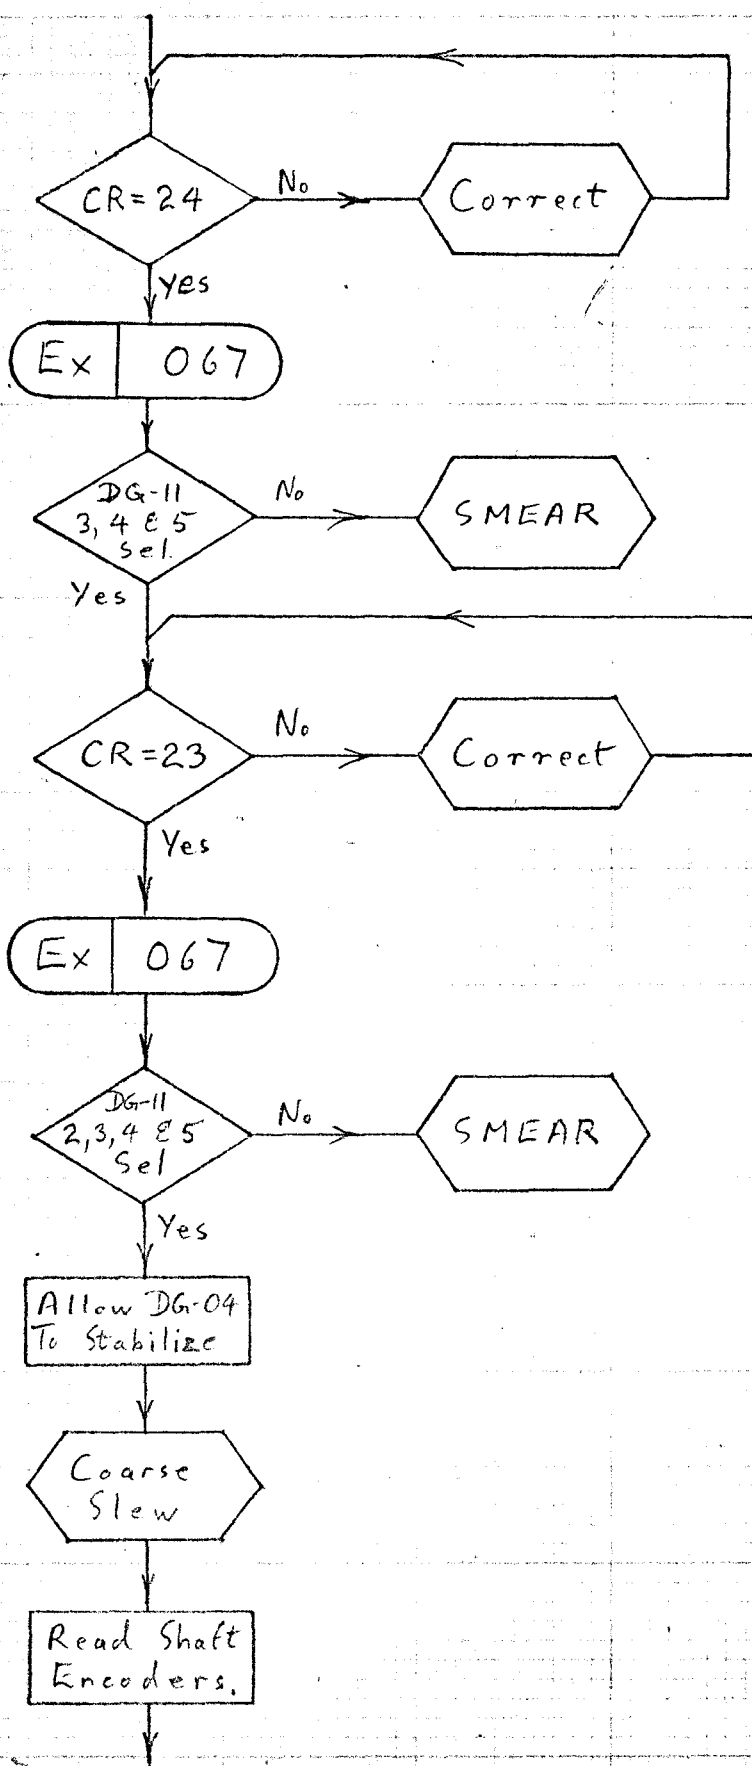 CR=24
No
Correct
Yes
Ex 067
DG-11
3, 4 & 5
Sel.
No
SMEAR
Yes
CR=23
No
Correct
Yes
Ex 067
DG-11
2,3,4 & 5
Sel
No
SMEAR
Yes
Allow DG-04
To Stabilize
Coarse
Slew
Read Shaft
Encoders.